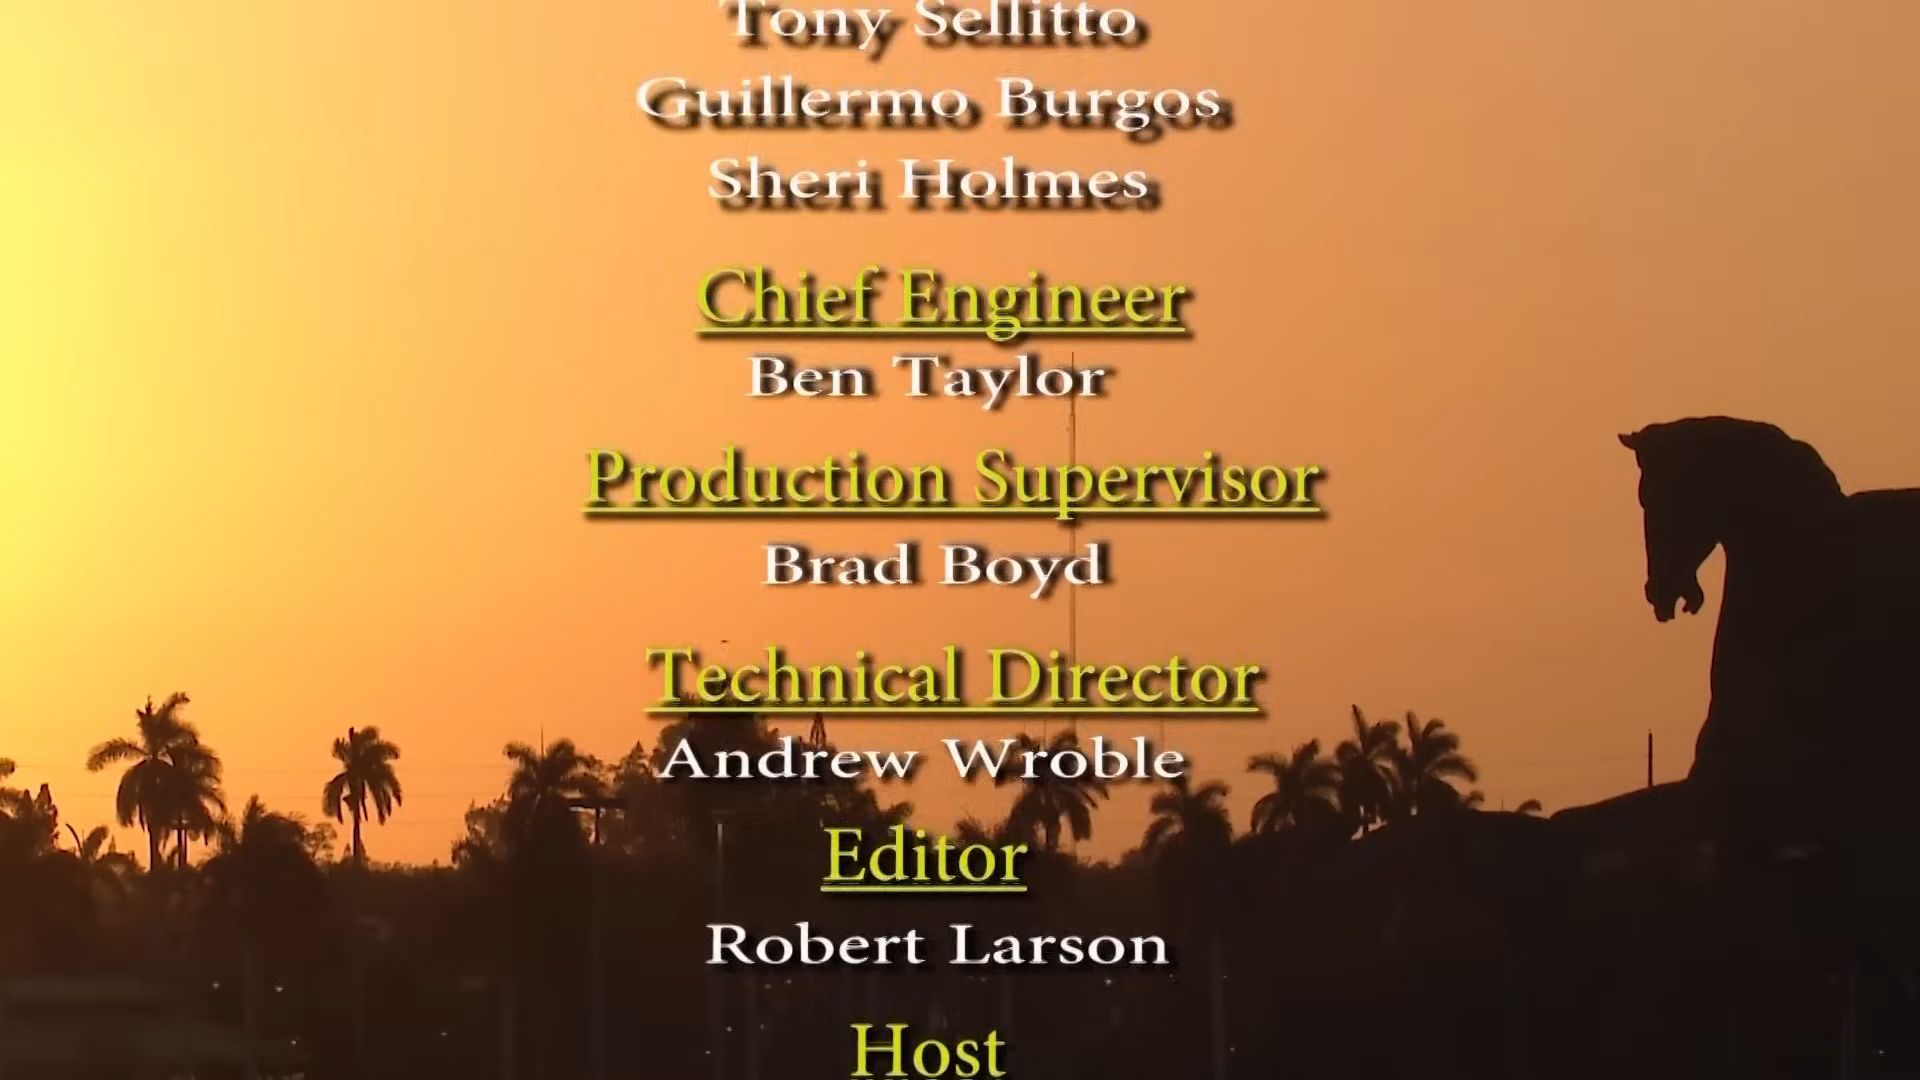 Tony Sellitto
Guillermo Burgos
Sheri Holmes
Chief Engineer
Ben Taylor
Production Supervisor
Brad Boyd
Technical Director
Andrew Wroble
Editor
Robert Larson
Host